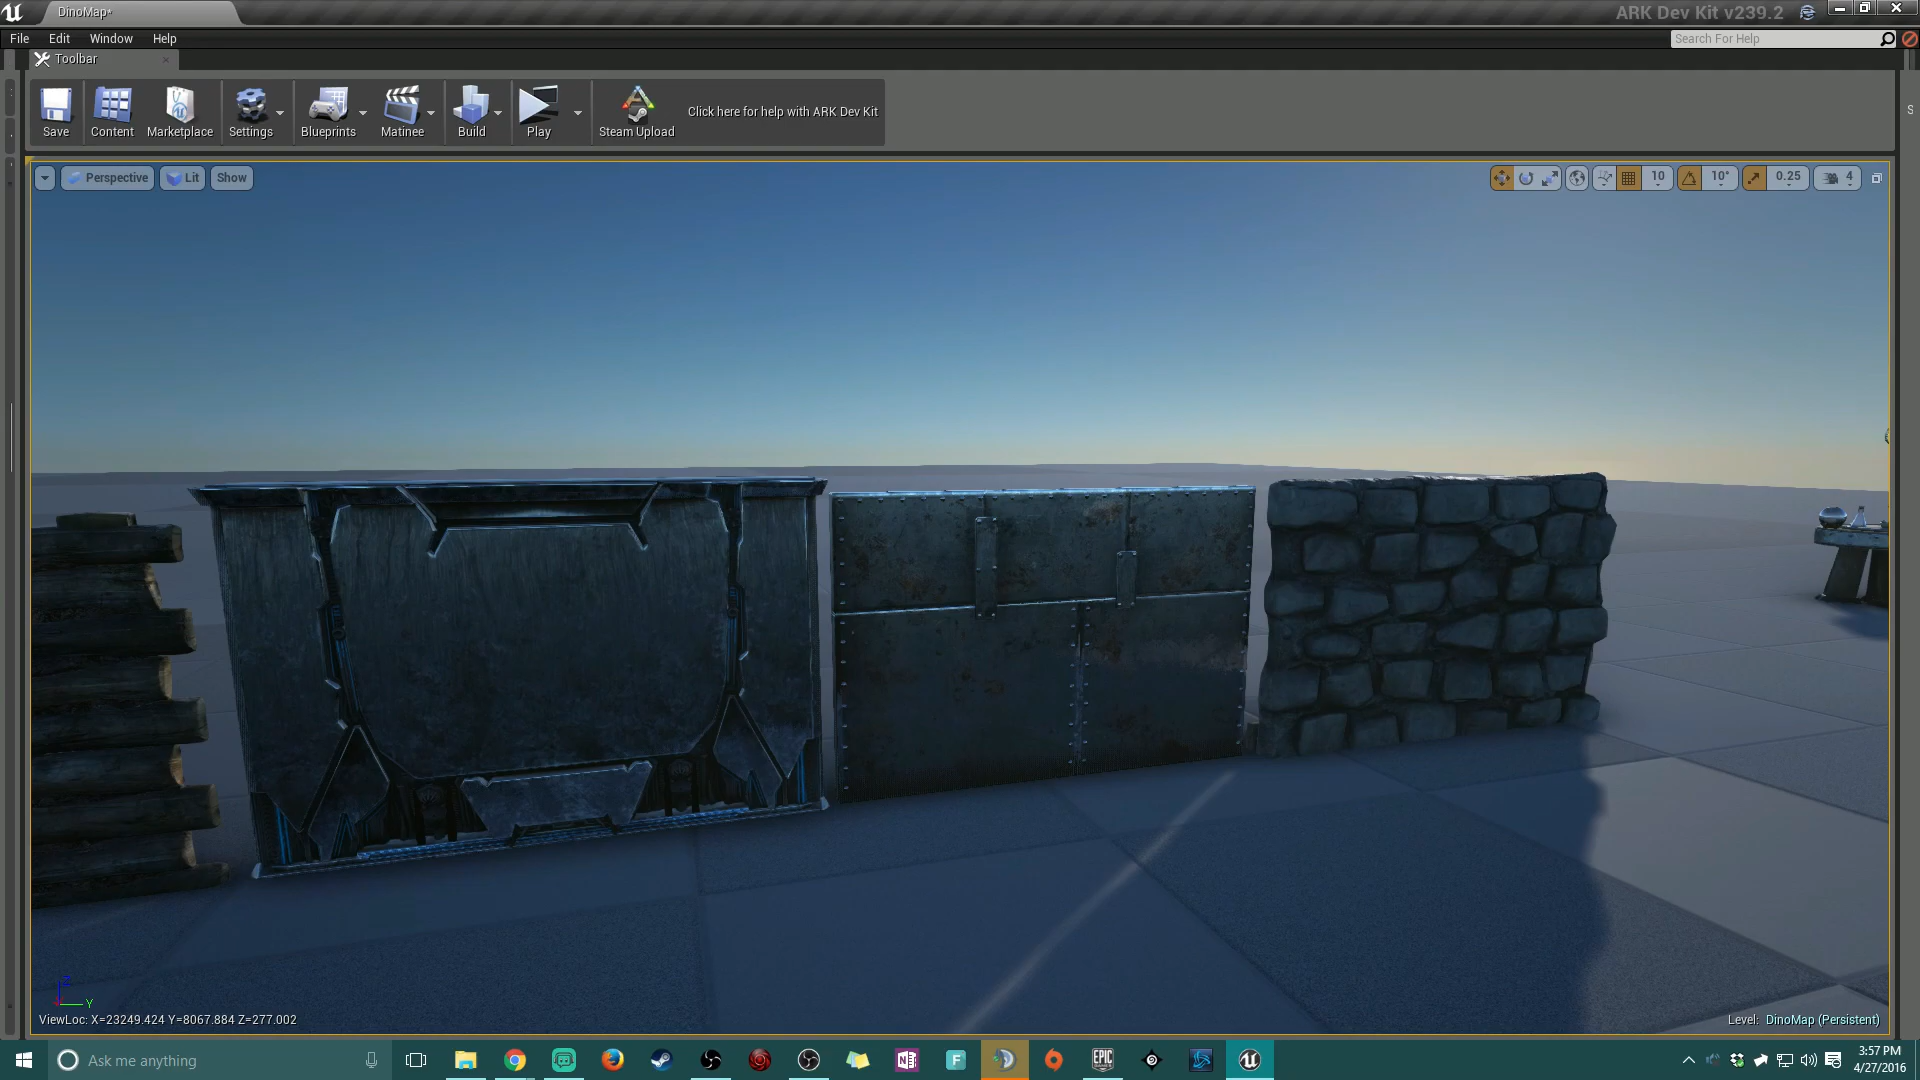 DinoMap*
ARK Dev Kit v239.2
File Edit Window Help
Search For Help
Toolbar
Save Content Marketplace Settings Blueprints Matinee Build Play Steam Upload Click here for help with ARK Dev Kit
S
Perspective Lit Show
10 10° 0.25 4
Z
Y
ViewLoc: X=23249.424 Y=8067.884 Z=277.002
Level: DinoMap (Persistent)
Ask me anything
N
F
EPIC
3:57 PM
4/27/2016